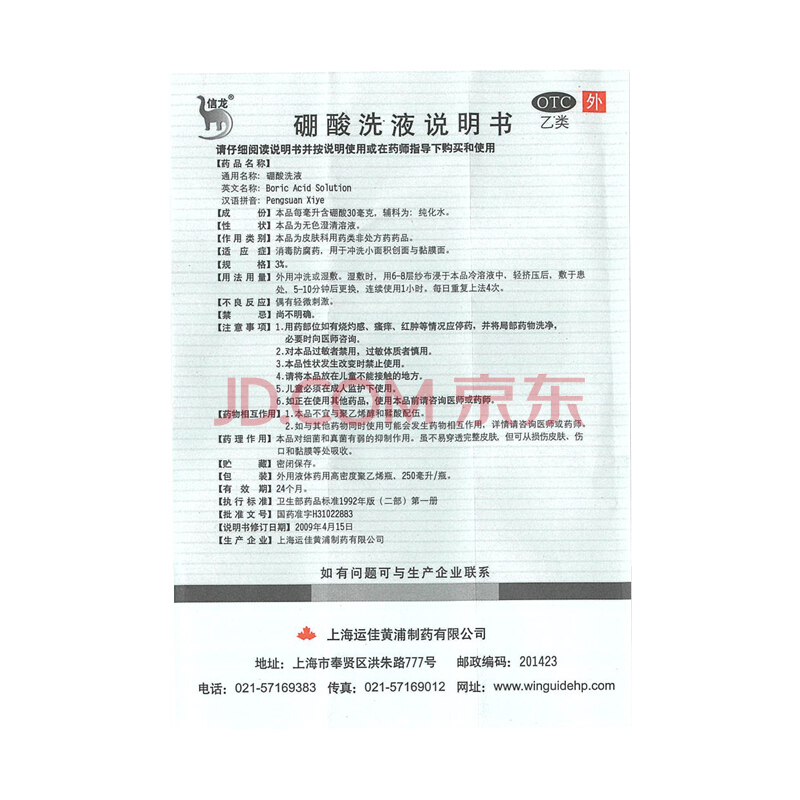 信龙®
OTC 外
乙类
硼酸洗液说明书
请仔细阅读说明书并按说明使用或在药师指导下购买和使用
【药品名称】
通用名称：硼酸洗液
英文名称：Boric Acid Solution
汉语拼音：Pengsuan Xiye
【成 份】本品每毫升含硼酸30毫克，辅料为：纯化水。
【性 状】本品为无色澄清溶液。
【作用类别】本品为皮肤科用药类非处方药药品。
【适 应 症】消毒防腐药，用于冲洗小面积创面与黏膜面。
【规 格】3%。
【用法用量】外用冲洗或湿敷。湿敷时，用6-8层纱布浸于本品冷溶液中，轻挤压后，敷于患
处，5-10分钟后更换，连续使用1小时，每日重复上法4次。
【不良反应】偶有轻微刺激。
【禁 忌】尚不明确。
【注意事项】1.用药部位如有烧灼感、瘙痒、红肿等情况应停药，并将局部药物洗净，
必要时向医师咨询。
2.对本品过敏者禁用，过敏体质者慎用。
3.本品性状发生改变时禁止使用。
4.请将本品放在儿童不能接触的地方。
5.儿童必须在成人监护下使用。
6.如正在使用其他药品，使用本品前请咨询医师或药师。
JD.COM 京东
【药物相互作用】1.本品不宜与聚乙烯醇和鞣酸配伍。
2.如与其他药物同时使用可能会发生药物相互作用，详情请咨询医师或药师。
【药理作用】本品对细菌和真菌有弱的抑制作用。虽不易穿透完整皮肤，但可从损伤皮肤、伤
口和黏膜等处吸收。
【贮 藏】密闭保存。
【包 装】外用液体药用高密度聚乙烯瓶，250毫升/瓶。
【有 效 期】24个月。
【执行标准】卫生部药品标准1992年版（二部）第一册
【批准文号】国药准字H31022883
【说明书修订日期】2009年4月15日
【生产企业】上海运佳黄浦制药有限公司
如有问题可与生产企业联系
上海运佳黄浦制药有限公司
地址：上海市奉贤区洪朱路777号 邮政编码：201423
电话：021-57169383 传真：021-57169012 网址：www.winguidehp.com